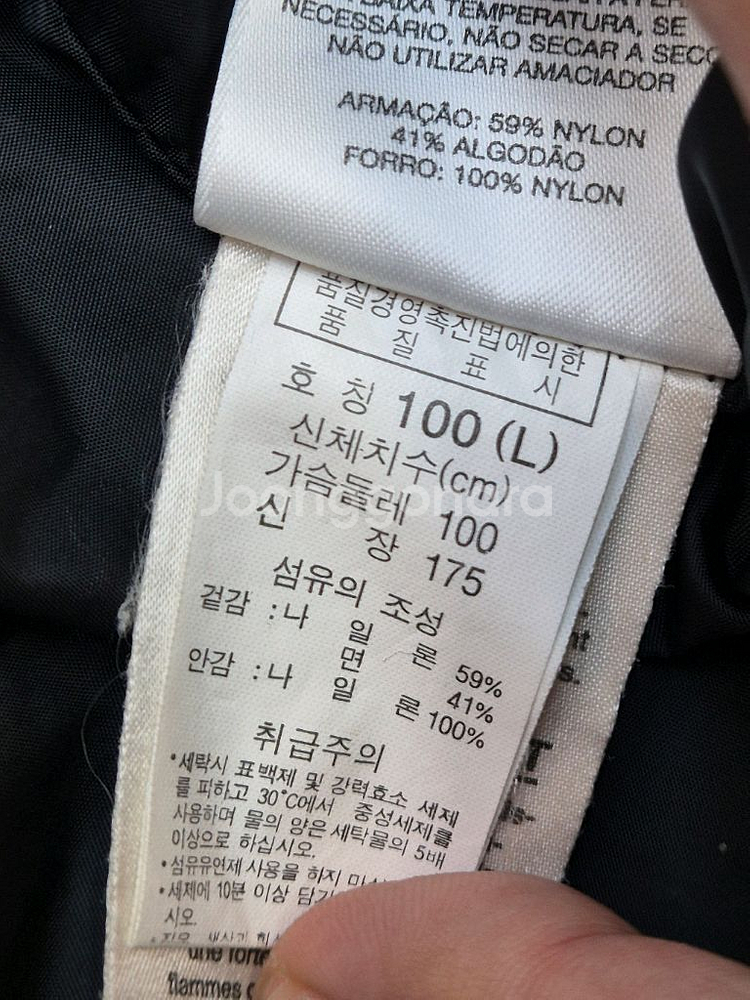 BAIXA TEMPERATURA, SE
NECESSÁRIO, NÃO SECAR A SECO
NÃO UTILIZAR AMACIADOR
ARMAÇÃO: 59% NYLON
41% ALGODÃO
FORRO: 100% NYLON
품질경영촉진법에의한
품 질 표 시
호 칭 100 (L)
신체치수(cm)
가슴둘레 100
신 장 175
섬유의 조성
겉감 : 나 일 론 59%
면 41%
안감 : 나 일 론 100%
취급주의
•세탁시 표백제 및 강력효소 세제
를 피하고 30°C에서 중성세제를
사용하며 물의 양은 세탁물의 5배
이상으로 하십시오.
•섬유유연제 사용을 하지
•세제에 10분 이상 담
시오.
une forte
flammes
Joonggonara